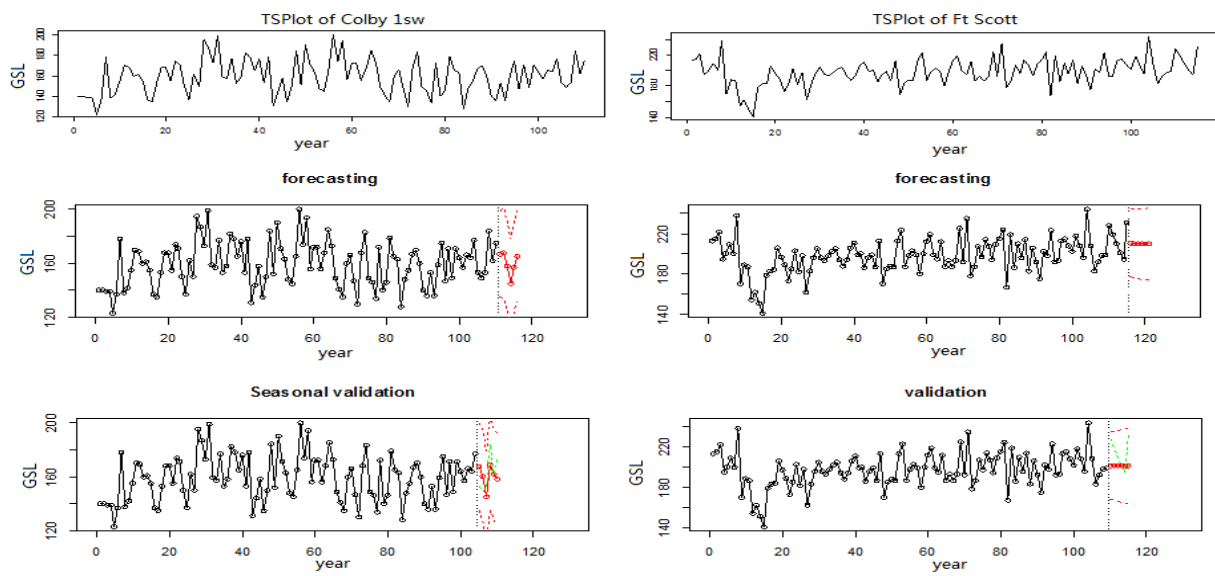 TSPlot of Colby 1sw
GSL
120 140 160 180 200
0 20 40 60 80 100
year
TSPlot of Ft Scott
GSL
140 180 220
0 20 40 60 80 100
year
forecasting
GSL
120 160 200
0 20 40 60 80 100 120
year
forecasting
GSL
140 180 210
0 20 40 60 80 100 120
year
Seasonal validation
GSL
120 160 200
0 20 40 60 80 100 120
year
validation
GSL
140 180 220
0 20 40 60 80 100 120
year